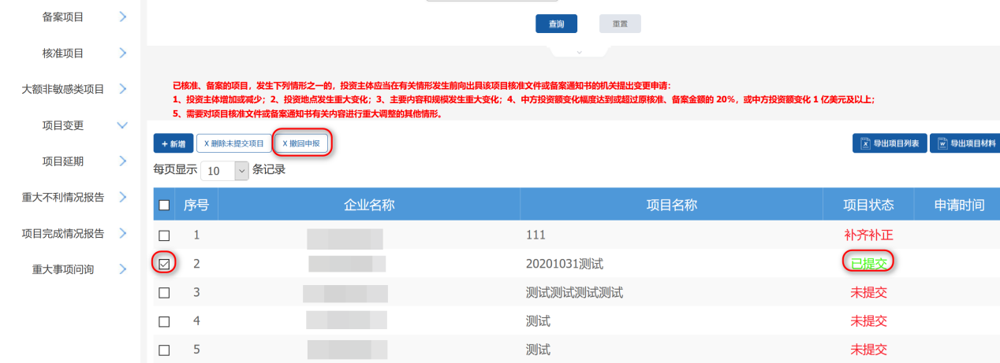 备案项目
核准项目
大额非敏感类项目
项目变更
项目延期
重大不利情况报告
项目完成情况报告
重大事项问询
查询 重置
已核准、备案的项目，发生下列情形之一的，投资主体应当在有关情形发生前向出具该项目核准文件或备案通知书的机关提出变更申请：
1、投资主体增加或减少；2、投资地点发生重大变化；3、主要内容和规模发生重大变化；4、中方投资额变化幅度达到或超过原核准、备案金额的 20%，或中方投资额变化 1 亿美元及以上；
5、需要对项目核准文件或备案通知书有关内容进行重大调整的其他情形。
+ 新增 X 删除未提交项目 X 撤回申报 导出项目列表 导出项目材料
每页显示 10 条记录
序号 企业名称 项目名称 项目状态 申请时间
1 111 补齐补正
2 20201031测试 已提交
3 测试测试测试测试 未提交
4 测试 未提交
5 测试 未提交